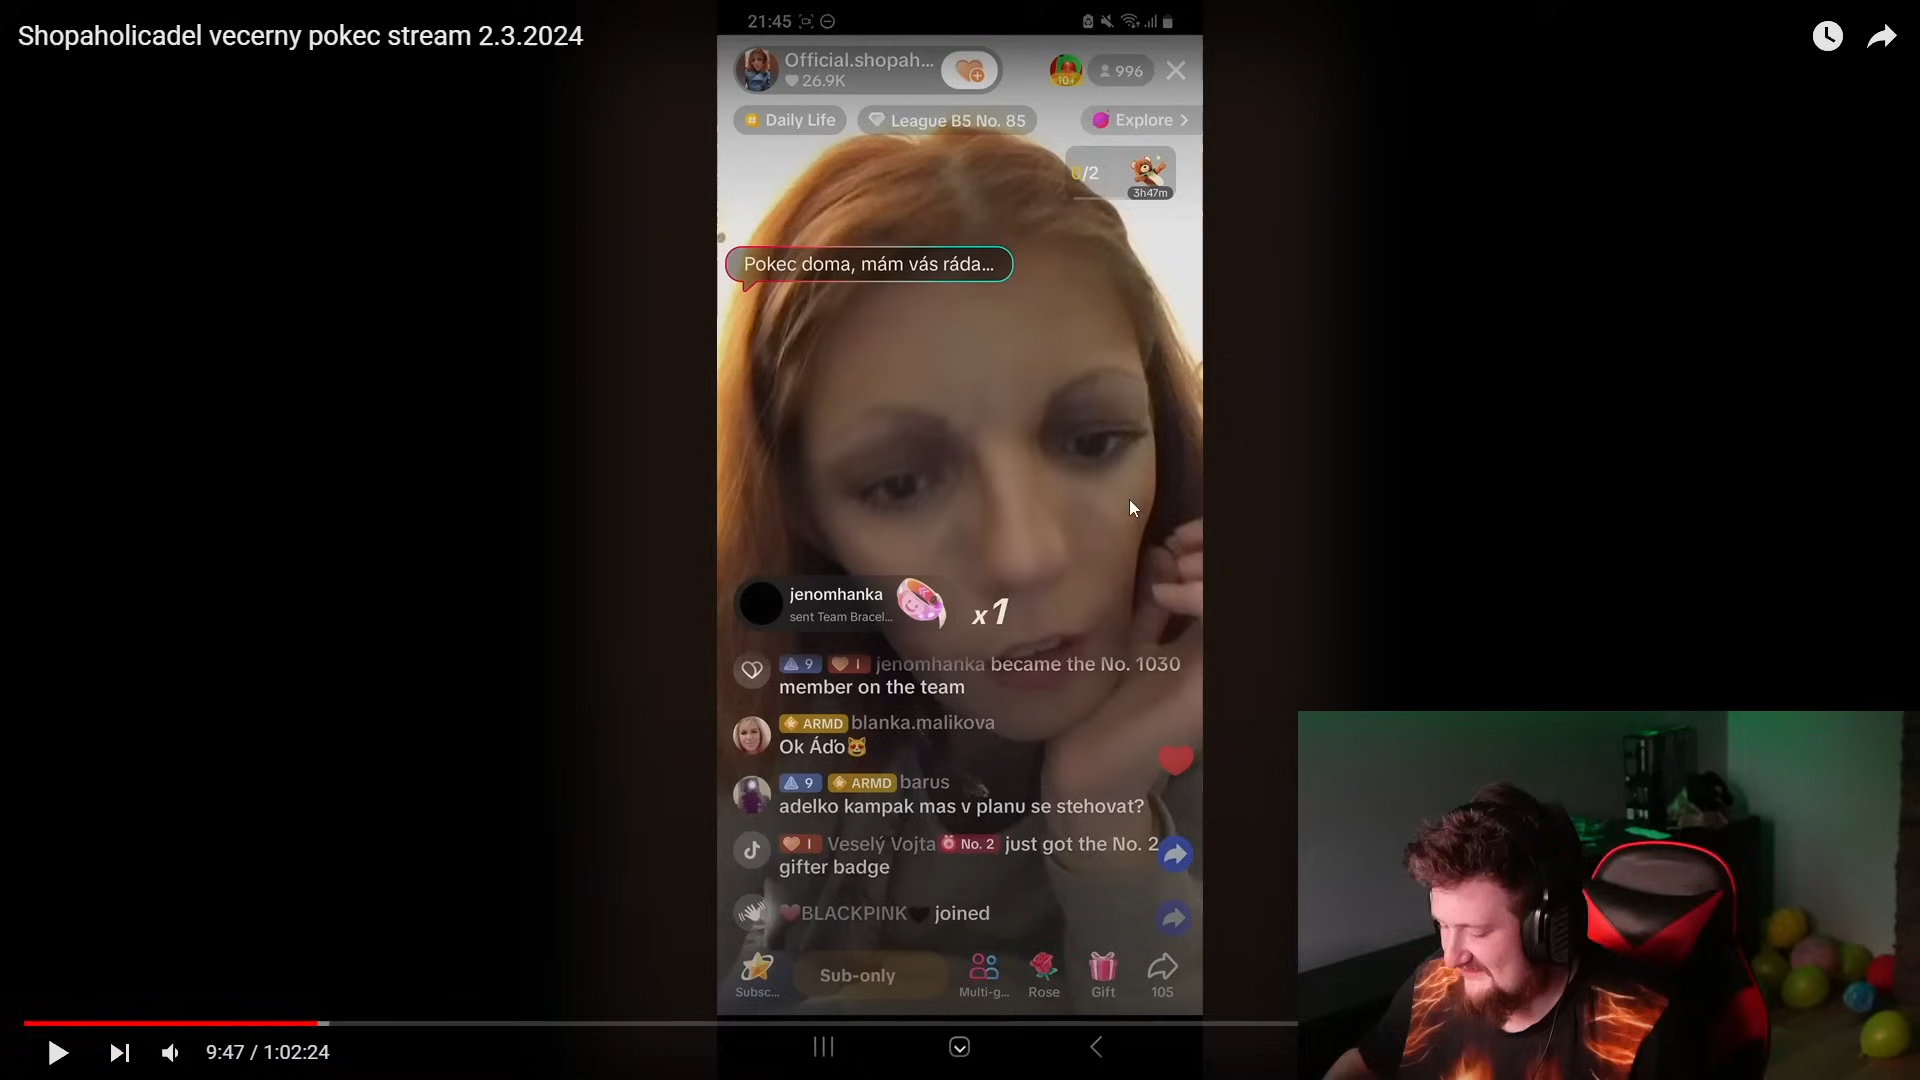 Shopaholicadel vecerny pokec stream 2.3.2024
21:45
Official.shopah...
26.9K
10+
996
Daily Life
League B5 No. 85
Explore
0/2
3h47m
Pokec doma, mám vás ráda...
jenomhanka
sent Team Bracel...
x1
9 I jenomhanka became the No. 1030
member on the team
ARMD blanka.malikova
Ok Áďo😻
9 ARMD barus
adelko kampak mas v planu se stehovat?
I Veselý Vojta No. 2 just got the No. 2
gifter badge
❤️BLACKPINK🖤 joined
Subsc...
Sub-only
Multi-g...
Rose
Gift
105
9:47 / 1:02:24